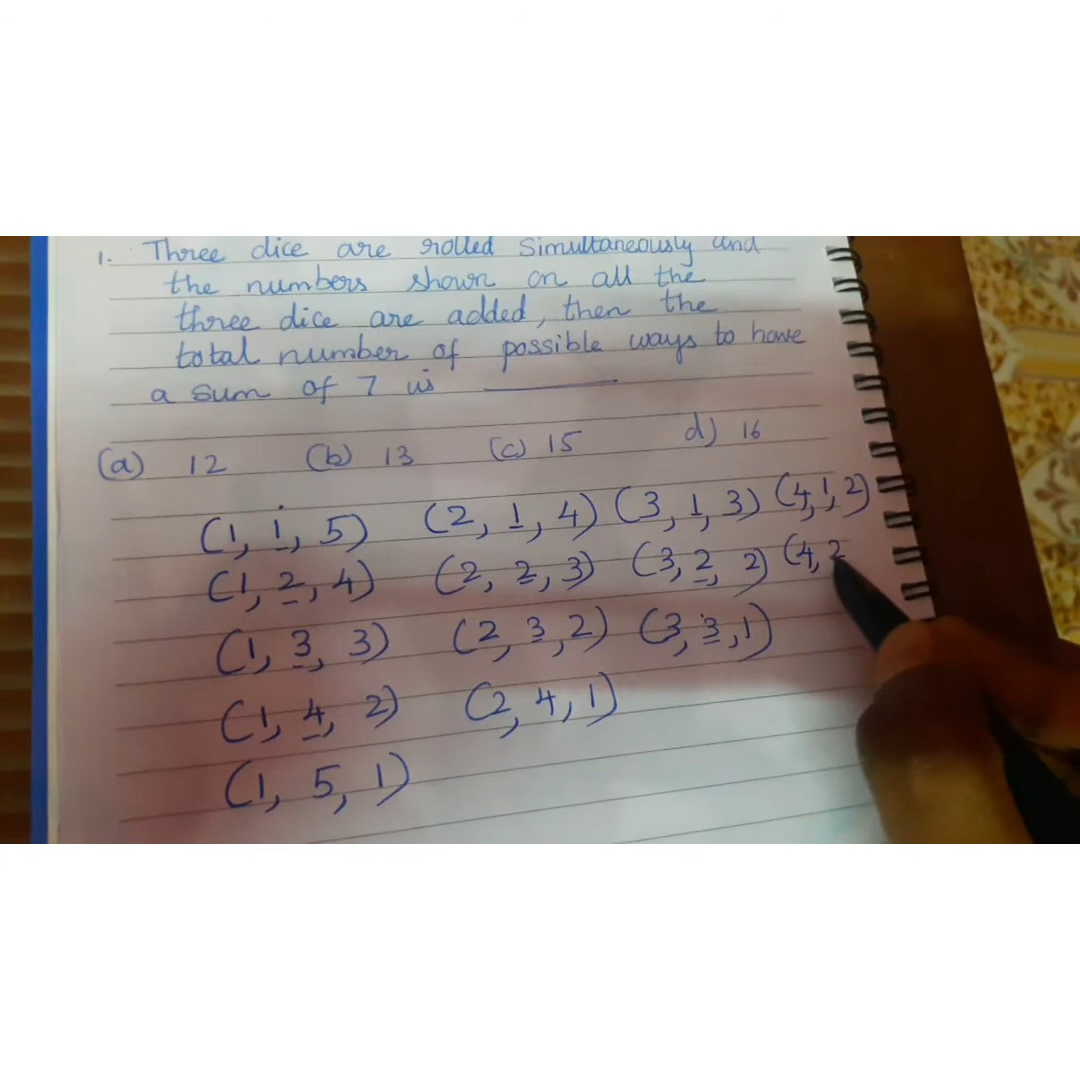 1. Three dice are rolled Simultaneously and
the numbers shown on all the
three dice are added, then the
total number of possible ways to have
a sum of 7 is ______
(a) 12 (b) 13 (c) 15 d) 16
(1, 1, 5) (2, 1, 4) (3, 1, 3) (4, 1, 2)
(1, 2, 4) (2, 2, 3) (3, 2, 2) (4, 2
(1, 3, 3) (2, 3, 2) (3, 3, 1)
(1, 4, 2) (2, 4, 1)
(1, 5, 1)